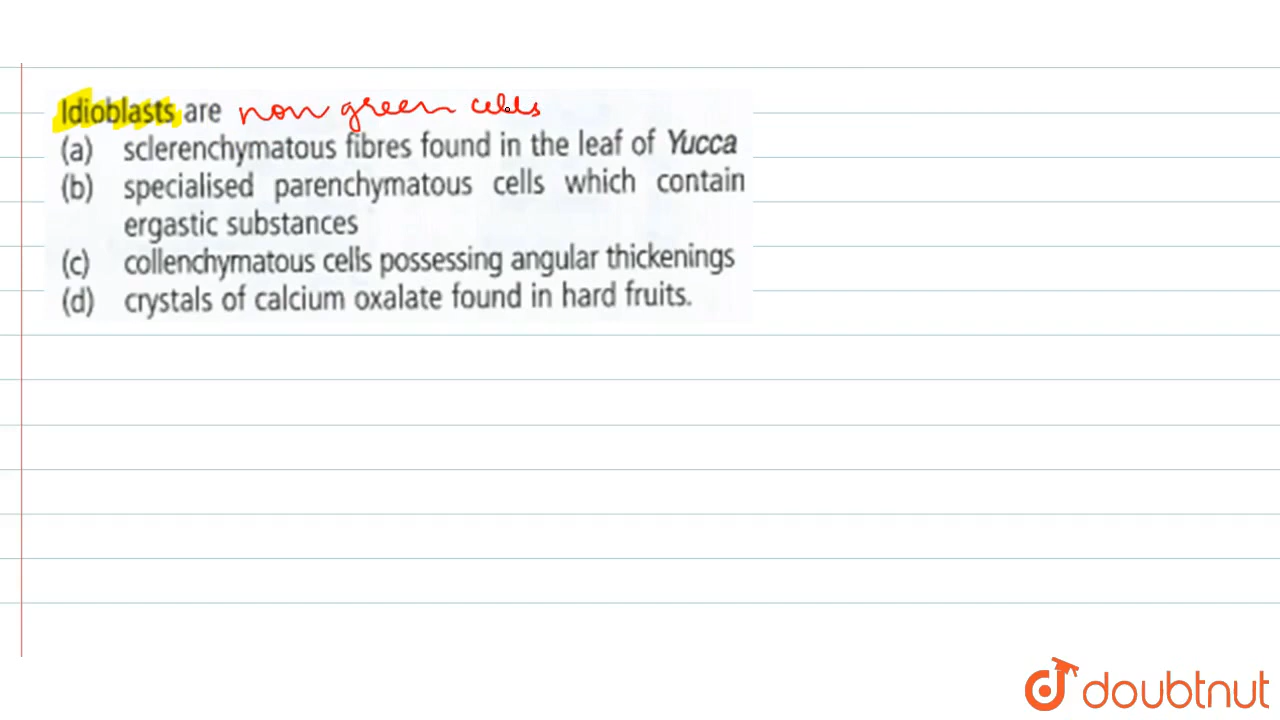 Idioblasts are non green cells
(a) sclerenchymatous fibres found in the leaf of Yucca
(b) specialised parenchymatous cells which contain
ergastic substances
(c) collenchymatous cells possessing angular thickenings
(d) crystals of calcium oxalate found in hard fruits.
doubtnut